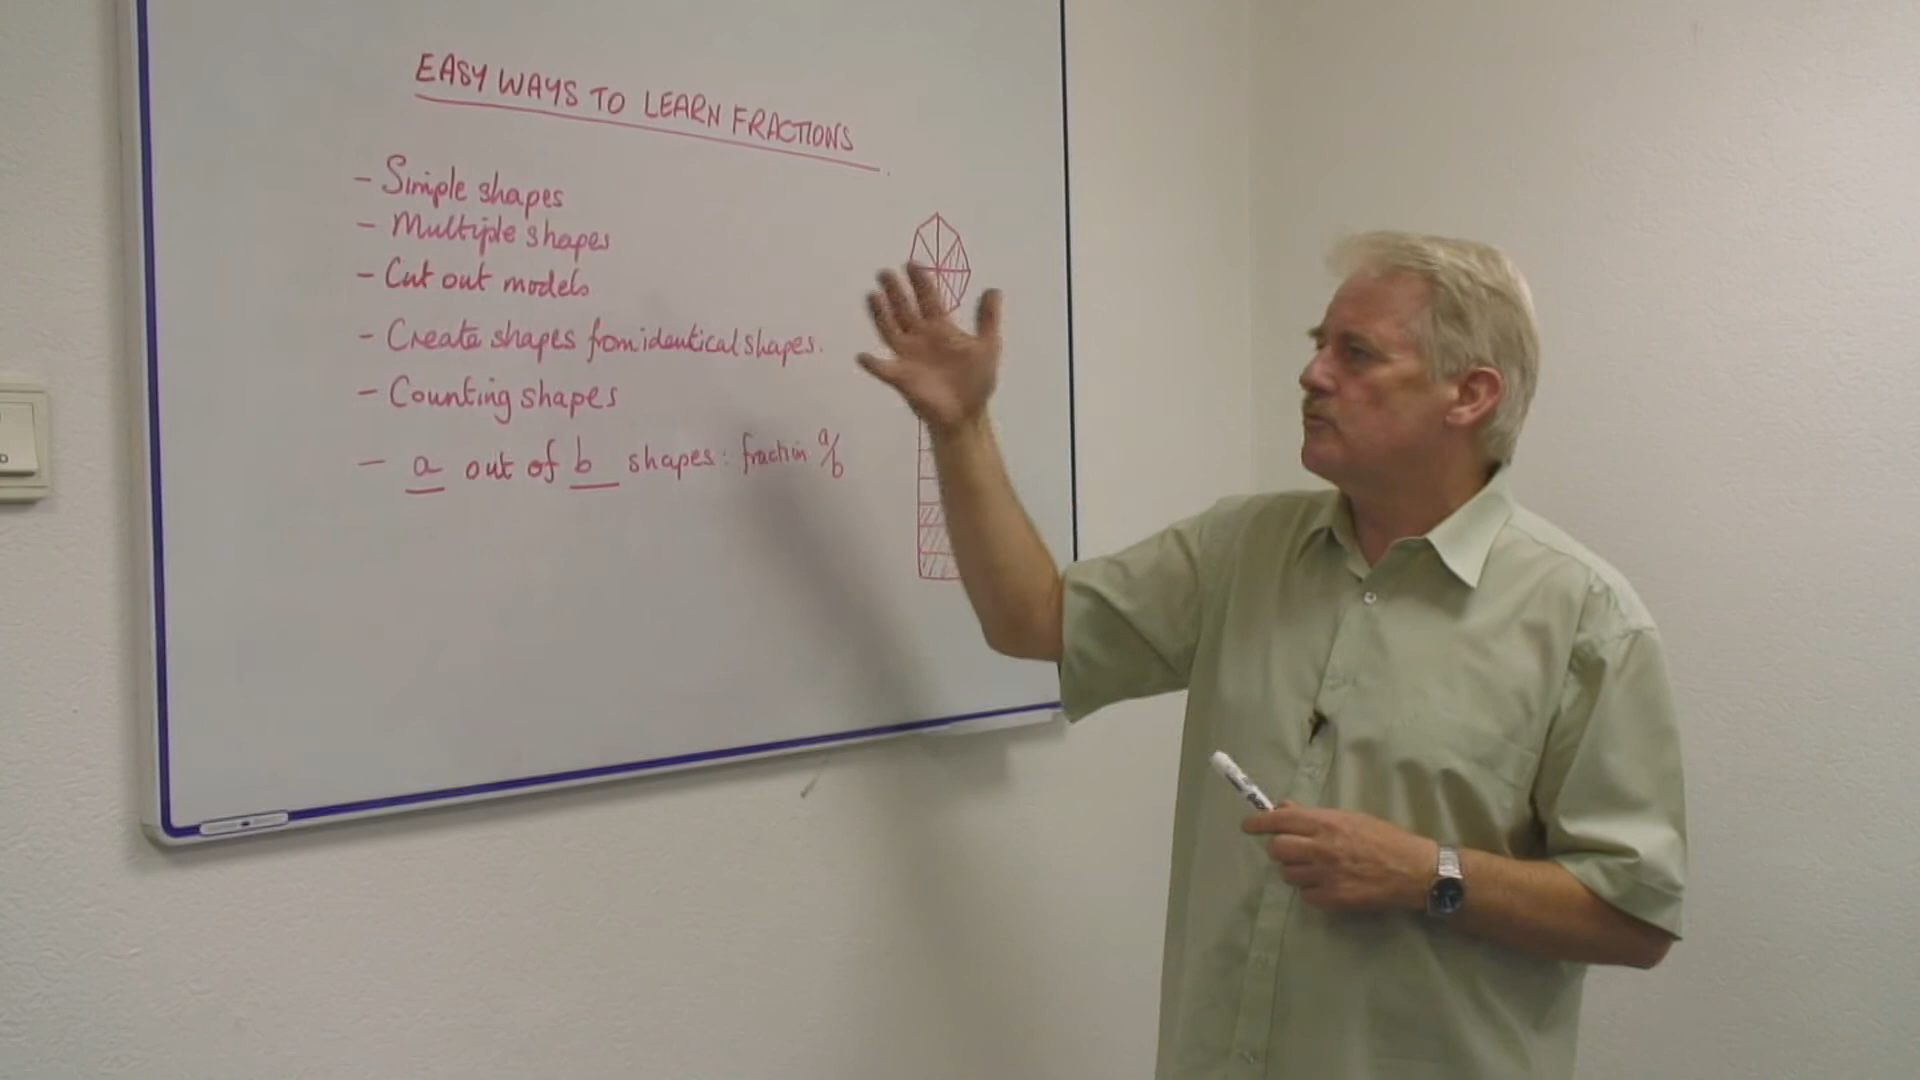 EASY WAYS TO LEARN FRACTIONS
- Simple shapes
- Multiple shapes
- Cut out models
- Create shapes from identical shapes.
- Counting shapes
- a out of b shapes: fraction a/b